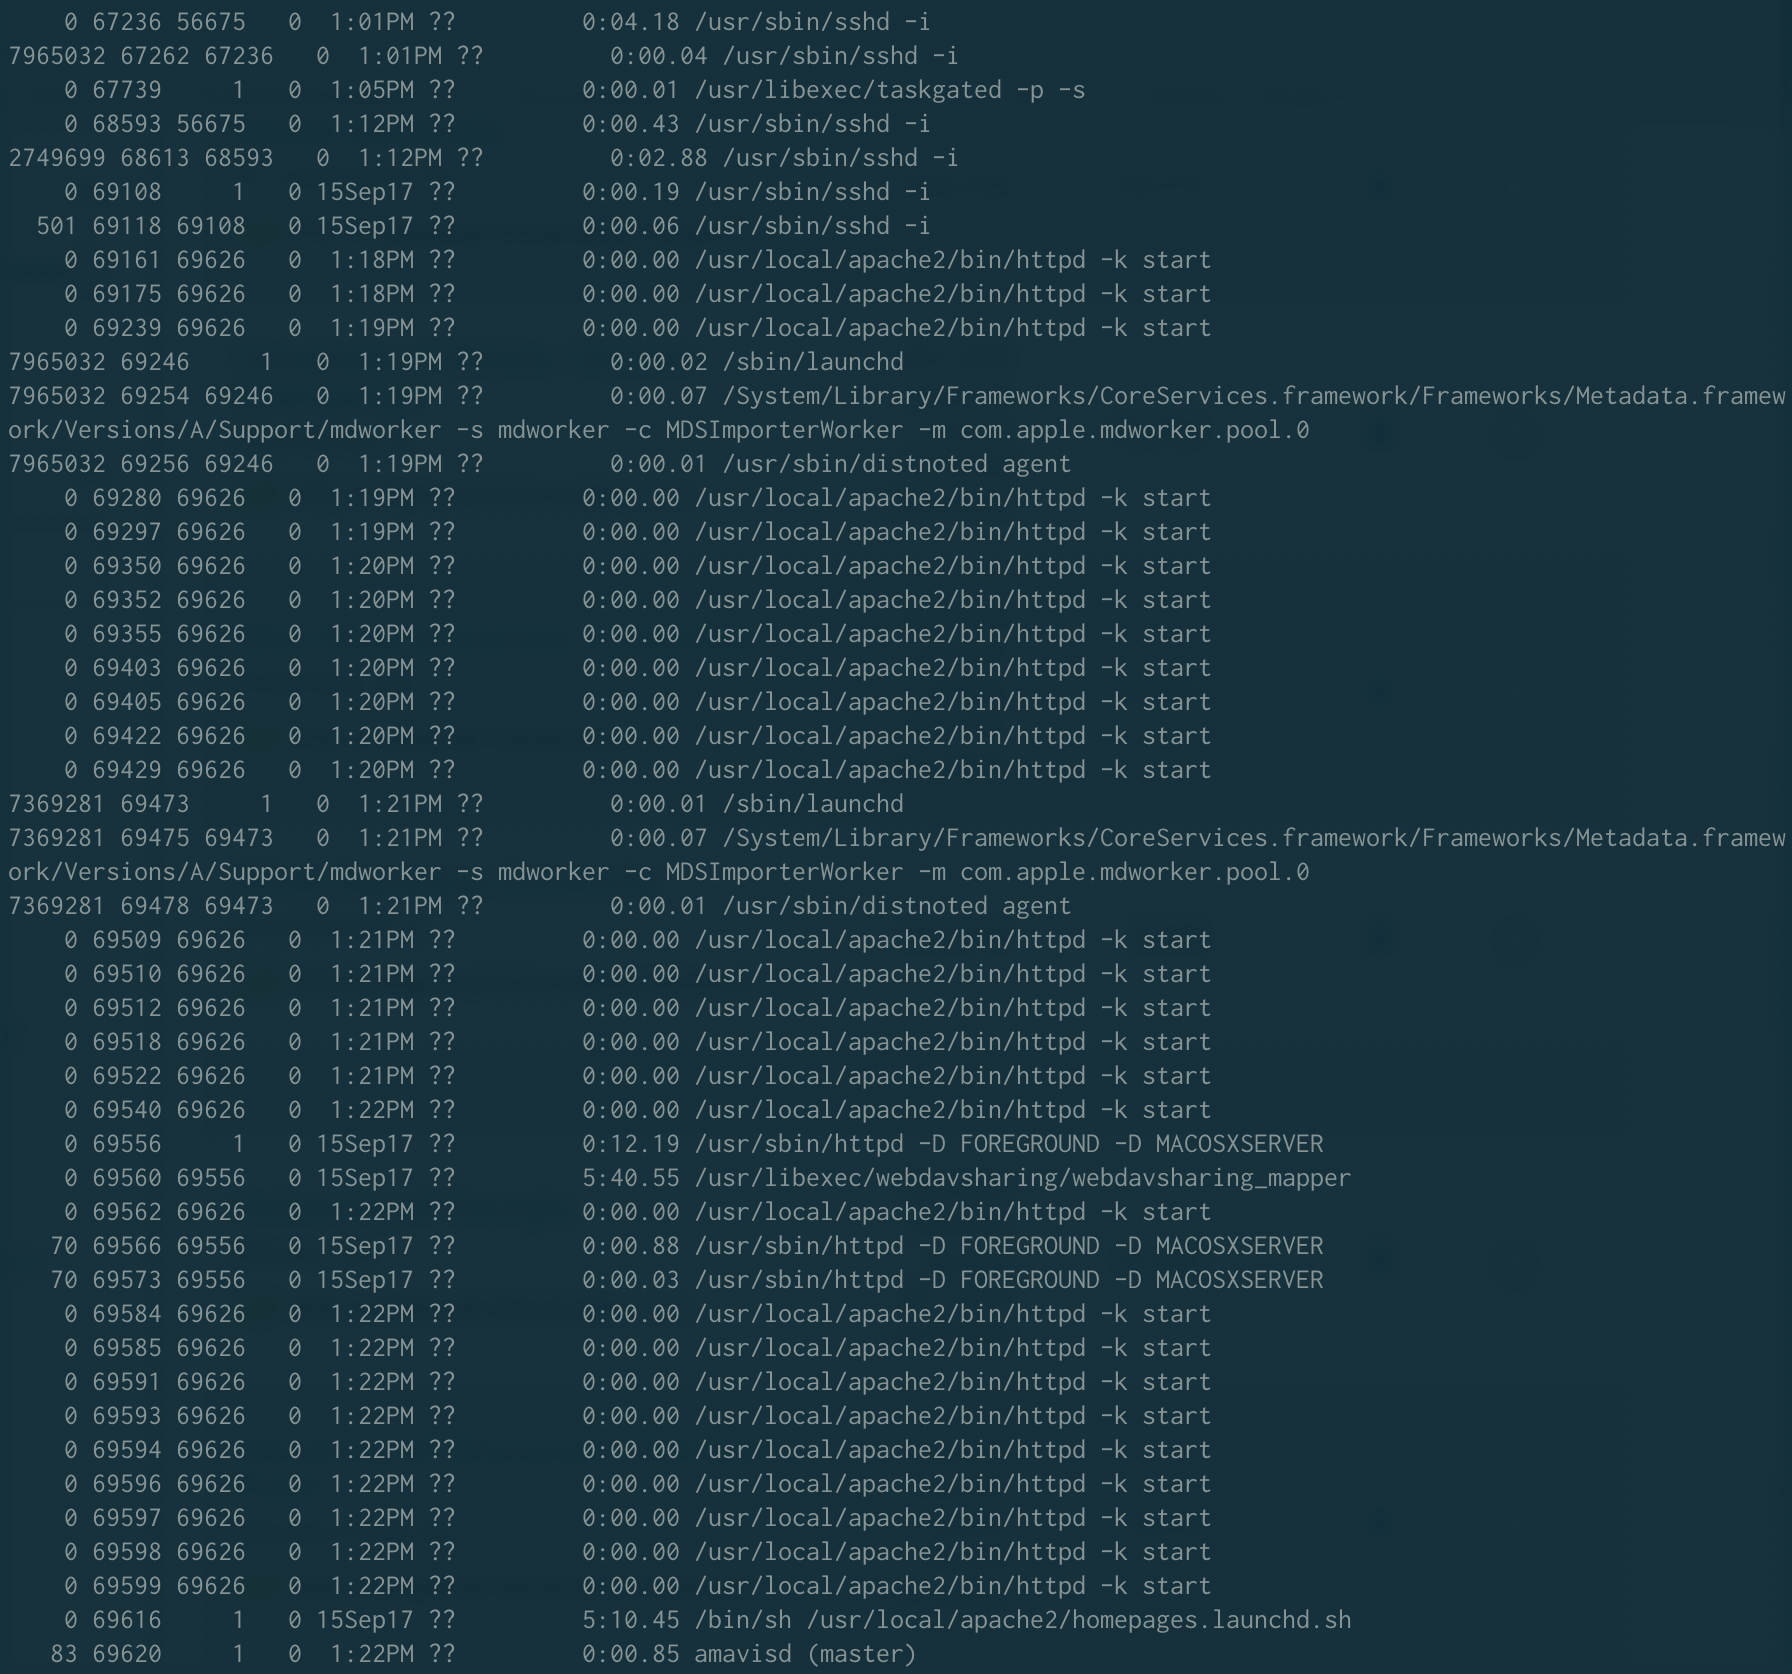 0 67236 56675   0  1:01PM ??         0:04.18 /usr/sbin/sshd -i
7965032 67262 67236   0  1:01PM ??         0:00.04 /usr/sbin/sshd -i
    0 67739     1   0  1:05PM ??         0:00.01 /usr/libexec/taskgated -p -s
    0 68593 56675   0  1:12PM ??         0:00.43 /usr/sbin/sshd -i
2749699 68613 68593   0  1:12PM ??         0:02.88 /usr/sbin/sshd -i
    0 69108     1   0 15Sep17 ??         0:00.19 /usr/sbin/sshd -i
  501 69118 69108   0 15Sep17 ??         0:00.06 /usr/sbin/sshd -i
    0 69161 69626   0  1:18PM ??         0:00.00 /usr/local/apache2/bin/httpd -k start
    0 69175 69626   0  1:18PM ??         0:00.00 /usr/local/apache2/bin/httpd -k start
    0 69239 69626   0  1:19PM ??         0:00.00 /usr/local/apache2/bin/httpd -k start
7965032 69246     1   0  1:19PM ??         0:00.02 /sbin/launchd
7965032 69254 69246   0  1:19PM ??         0:00.07 /System/Library/Frameworks/CoreServices.framework/Frameworks/Metadata.framew
ork/Versions/A/Support/mdworker -s mdworker -c MDSImporterWorker -m com.apple.mdworker.pool.0
7965032 69256 69246   0  1:19PM ??         0:00.01 /usr/sbin/distnoted agent
    0 69280 69626   0  1:19PM ??         0:00.00 /usr/local/apache2/bin/httpd -k start
    0 69297 69626   0  1:19PM ??         0:00.00 /usr/local/apache2/bin/httpd -k start
    0 69350 69626   0  1:20PM ??         0:00.00 /usr/local/apache2/bin/httpd -k start
    0 69352 69626   0  1:20PM ??         0:00.00 /usr/local/apache2/bin/httpd -k start
    0 69355 69626   0  1:20PM ??         0:00.00 /usr/local/apache2/bin/httpd -k start
    0 69403 69626   0  1:20PM ??         0:00.00 /usr/local/apache2/bin/httpd -k start
    0 69405 69626   0  1:20PM ??         0:00.00 /usr/local/apache2/bin/httpd -k start
    0 69422 69626   0  1:20PM ??         0:00.00 /usr/local/apache2/bin/httpd -k start
    0 69429 69626   0  1:20PM ??         0:00.00 /usr/local/apache2/bin/httpd -k start
7369281 69473     1   0  1:21PM ??         0:00.01 /sbin/launchd
7369281 69475 69473   0  1:21PM ??         0:00.07 /System/Library/Frameworks/CoreServices.framework/Frameworks/Metadata.framew
ork/Versions/A/Support/mdworker -s mdworker -c MDSImporterWorker -m com.apple.mdworker.pool.0
7369281 69478 69473   0  1:21PM ??         0:00.01 /usr/sbin/distnoted agent
    0 69509 69626   0  1:21PM ??         0:00.00 /usr/local/apache2/bin/httpd -k start
    0 69510 69626   0  1:21PM ??         0:00.00 /usr/local/apache2/bin/httpd -k start
    0 69512 69626   0  1:21PM ??         0:00.00 /usr/local/apache2/bin/httpd -k start
    0 69518 69626   0  1:21PM ??         0:00.00 /usr/local/apache2/bin/httpd -k start
    0 69522 69626   0  1:21PM ??         0:00.00 /usr/local/apache2/bin/httpd -k start
    0 69540 69626   0  1:22PM ??         0:00.00 /usr/local/apache2/bin/httpd -k start
    0 69556     1   0 15Sep17 ??         0:12.19 /usr/sbin/httpd -D FOREGROUND -D MACOSXSERVER
    0 69560 69556   0 15Sep17 ??         5:40.55 /usr/libexec/webdavsharing/webdavsharing_mapper
    0 69562 69626   0  1:22PM ??         0:00.00 /usr/local/apache2/bin/httpd -k start
   70 69566 69556   0 15Sep17 ??         0:00.88 /usr/sbin/httpd -D FOREGROUND -D MACOSXSERVER
   70 69573 69556   0 15Sep17 ??         0:00.03 /usr/sbin/httpd -D FOREGROUND -D MACOSXSERVER
    0 69584 69626   0  1:22PM ??         0:00.00 /usr/local/apache2/bin/httpd -k start
    0 69585 69626   0  1:22PM ??         0:00.00 /usr/local/apache2/bin/httpd -k start
    0 69591 69626   0  1:22PM ??         0:00.00 /usr/local/apache2/bin/httpd -k start
    0 69593 69626   0  1:22PM ??         0:00.00 /usr/local/apache2/bin/httpd -k start
    0 69594 69626   0  1:22PM ??         0:00.00 /usr/local/apache2/bin/httpd -k start
    0 69596 69626   0  1:22PM ??         0:00.00 /usr/local/apache2/bin/httpd -k start
    0 69597 69626   0  1:22PM ??         0:00.00 /usr/local/apache2/bin/httpd -k start
    0 69598 69626   0  1:22PM ??         0:00.00 /usr/local/apache2/bin/httpd -k start
    0 69599 69626   0  1:22PM ??         0:00.00 /usr/local/apache2/bin/httpd -k start
    0 69616     1   0 15Sep17 ??         5:10.45 /bin/sh /usr/local/apache2/homepages.launchd.sh
   83 69620     1   0  1:22PM ??         0:00.85 amavisd (master)